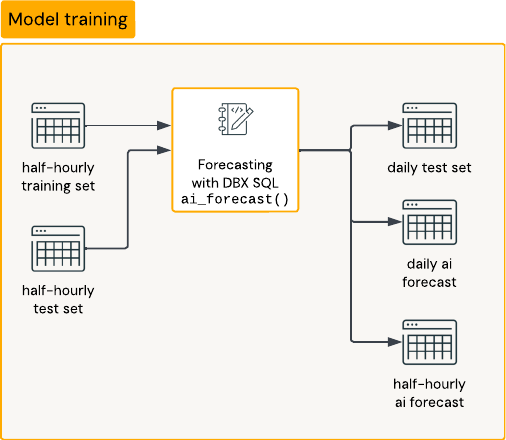 Model training
half-hourly
training set
half-hourly
test set
</>
Forecasting
with DBX SQL
ai_forecast()
daily test set
daily ai
forecast
half-hourly
ai forecast